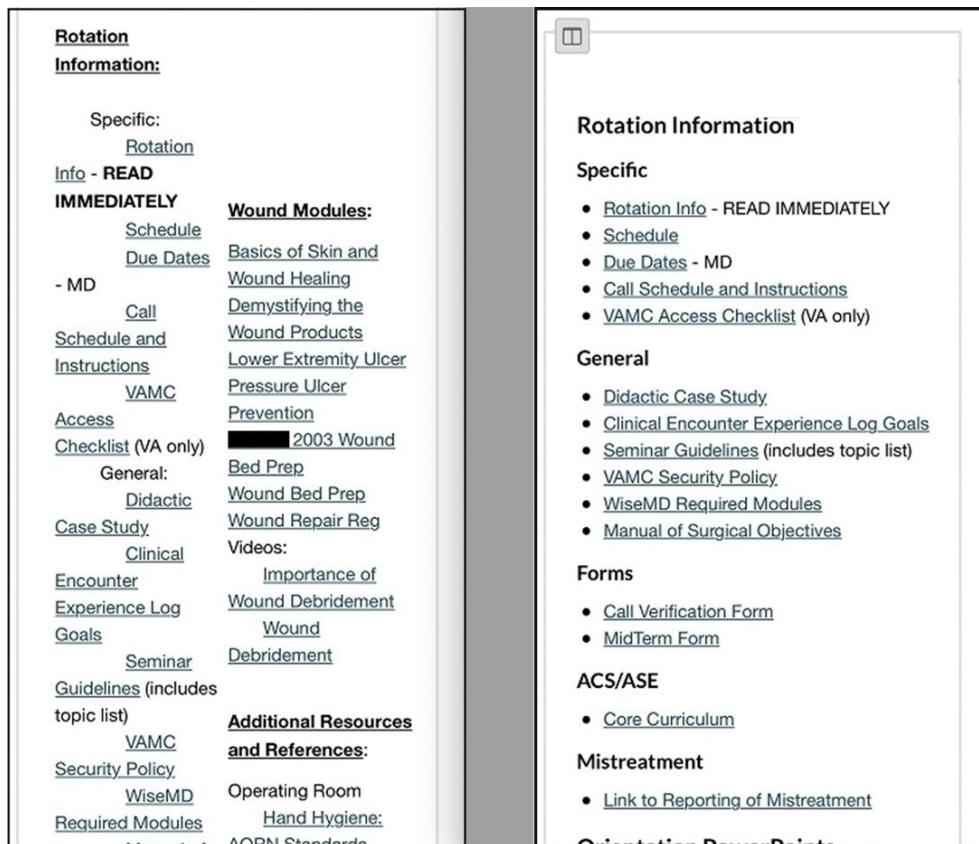 Rotation
Information:
Specific:
Rotation
Info - READ
IMMEDIATELY
Schedule
Due Dates
- MD
Call
Schedule and
Instructions
VAMC
Access
Checklist (VA only)
General:
Didactic
Case Study
Clinical
Encounter
Experience Log
Goals
Seminar
Guidelines (includes
topic list)
VAMC
Security Policy
WiseMD
Required Modules
Wound Modules:
Basics of Skin and
Wound Healing
Demystifying the
Wound Products
Lower Extremity Ulcer
Pressure Ulcer
Prevention
2003 Wound
Bed Prep
Wound Bed Prep
Wound Repair Reg
Videos:
Importance of
Wound Debridement
Wound
Debridement
Additional Resources
and References:
Operating Room
Hand Hygiene:
AORN Standards
Rotation Information
Specific
Rotation Info - READ IMMEDIATELY
Schedule
Due Dates - MD
Call Schedule and Instructions
VAMC Access Checklist (VA only)
General
Didactic Case Study
Clinical Encounter Experience Log Goals
Seminar Guidelines (includes topic list)
VAMC Security Policy
WiseMD Required Modules
Manual of Surgical Objectives
Forms
Call Verification Form
MidTerm Form
ACS/ASE
Core Curriculum
Mistreatment
Link to Reporting of Mistreatment
Orientation PowerPoints